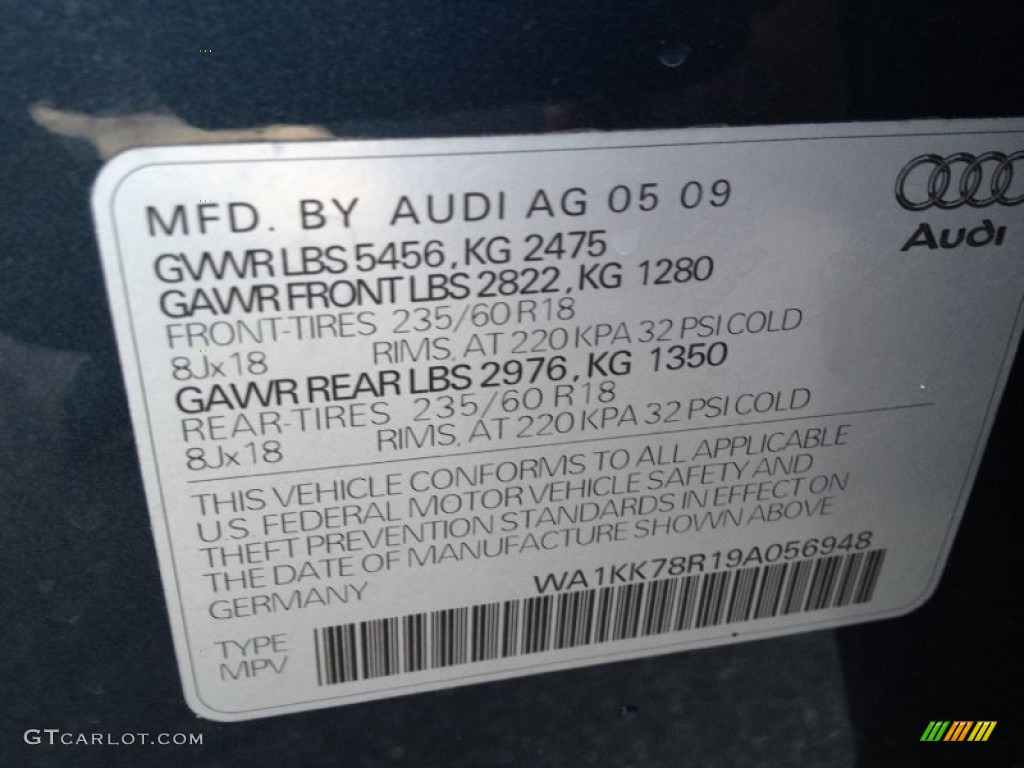 MFD. BY AUDI AG 05 09
Audi
GVWR LBS 5456, KG 2475
GAWR FRONT LBS 2822, KG 1280
FRONT-TIRES 235/60 R18
8Jx18 RIMS, AT 220 KPA 32 PSI COLD
GAWR REAR LBS 2976, KG 1350
REAR-TIRES 235/60 R18
8Jx18 RIMS, AT 220 KPA 32 PSI COLD
THIS VEHICLE CONFORMS TO ALL APPLICABLE
U.S. FEDERAL MOTOR VEHICLE SAFETY AND
THEFT PREVENTION STANDARDS IN EFFECT ON
THE DATE OF MANUFACTURE SHOWN ABOVE
GERMANY WA1KK78R19A056948
TYPE
MPV
GTCARLOT.COM